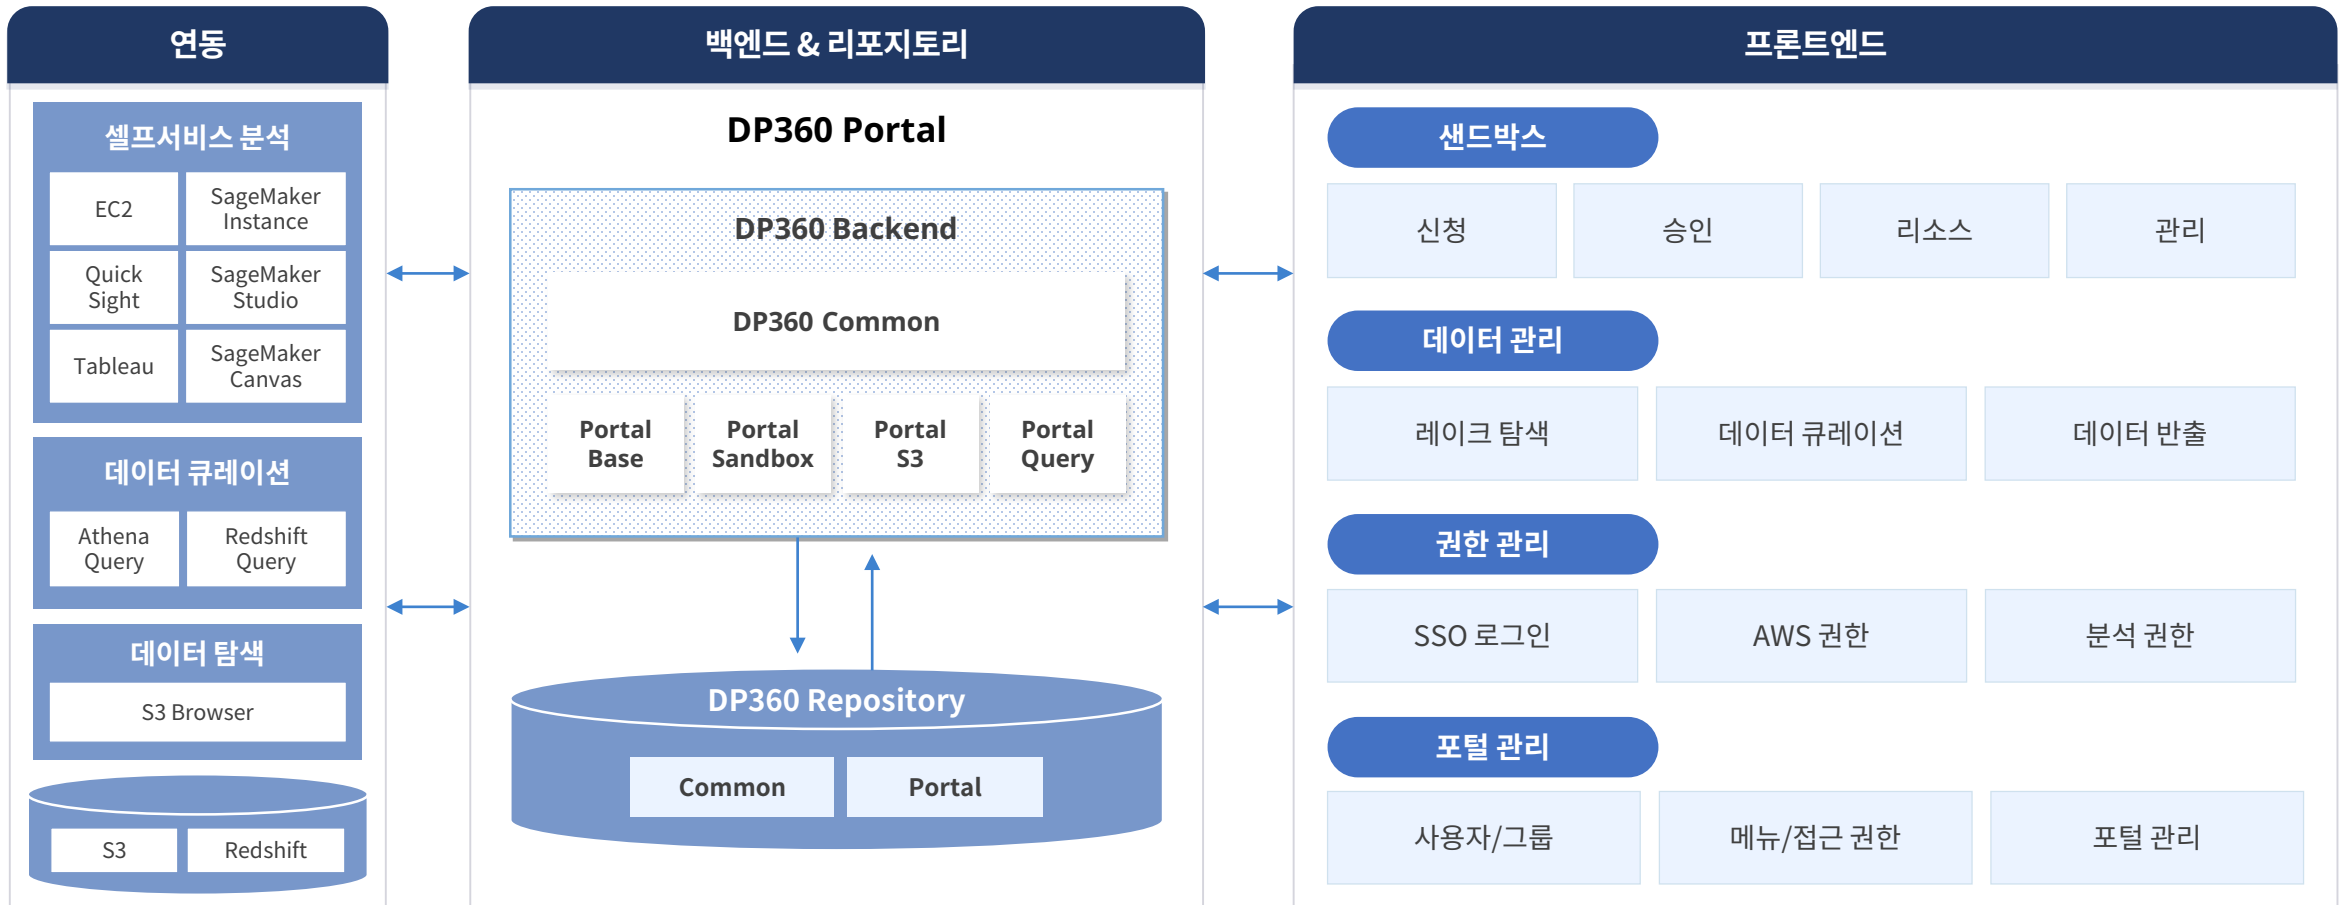 연동
셀프서비스 분석
EC2
SageMaker
Instance
Quick
Sight
SageMaker
Studio
Tableau
SageMaker
Canvas
데이터 큐레이션
Athena
Query
Redshift
Query
데이터 탐색
S3 Browser
S3
Redshift
백엔드 & 리포지토리
DP360 Portal
DP360 Backend
DP360 Common
Portal
Base
Portal
Sandbox
Portal
S3
Portal
Query
DP360 Repository
Common
Portal
프론트엔드
샌드박스
신청
승인
리소스
관리
데이터 관리
레이크 탐색
데이터 큐레이션
데이터 반출
권한 관리
SSO 로그인
AWS 권한
분석 권한
포털 관리
사용자/그룹
메뉴/접근 권한
포털 관리